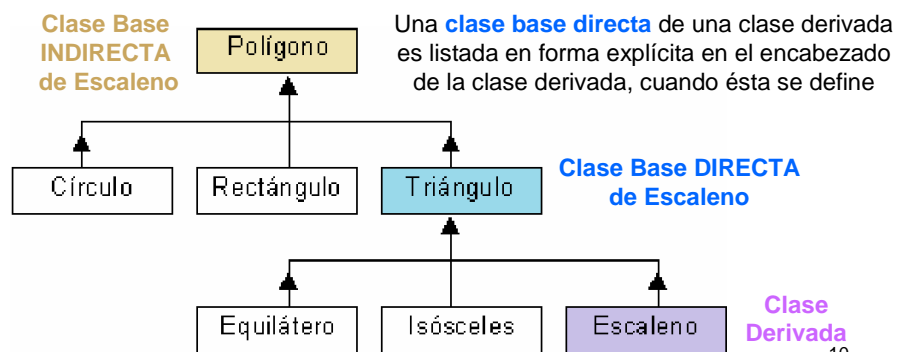 Clase Base
INDIRECTA
de Escaleno
Polígono
Una clase base directa de una clase derivada
es listada en forma explícita en el encabezado
de la clase derivada, cuando ésta se define
Círculo
Rectángulo
Triángulo
Clase Base DIRECTA
de Escaleno
Equilátero
Isósceles
Escaleno
Clase
Derivada